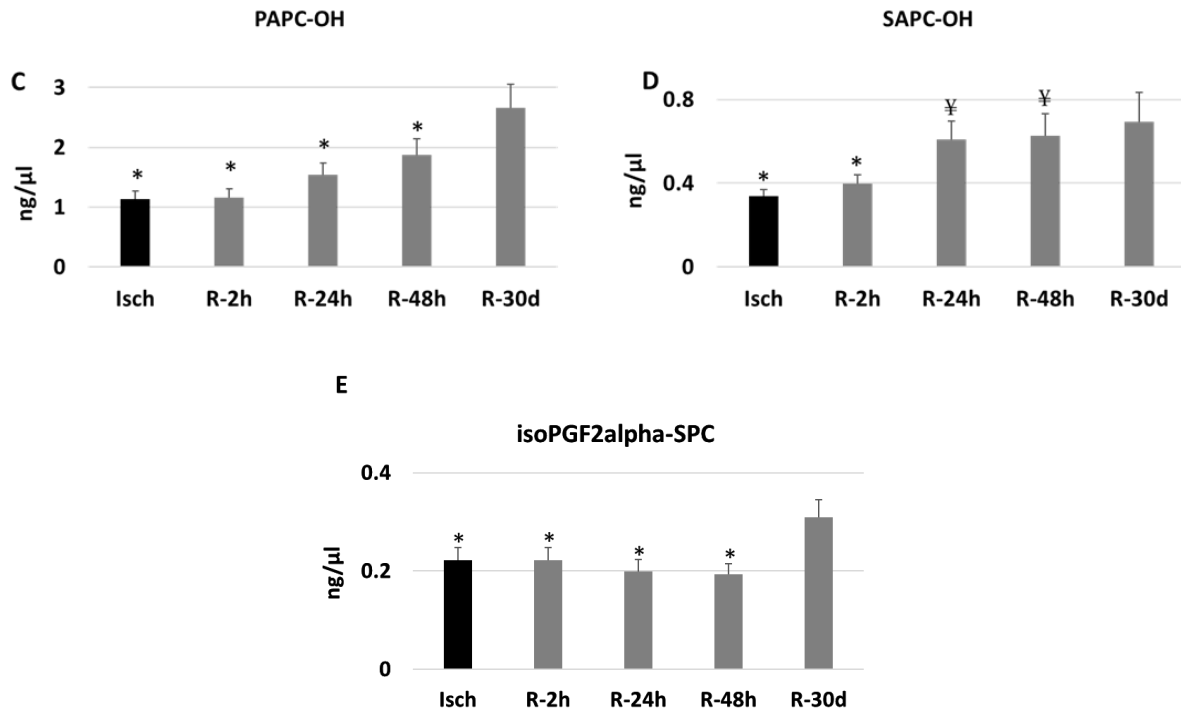 PAPC-OH
C
ng/µl
3
2
1
0
* * * *
Isch R-2h R-24h R-48h R-30d
SAPC-OH
D
ng/µl
0.8
0.4
0
* * ¥ ¥
Isch R-2h R-24h R-48h R-30d
E
isoPGF2alpha-SPC
ng/µl
0.4
0.2
0
* * * *
Isch R-2h R-24h R-48h R-30d